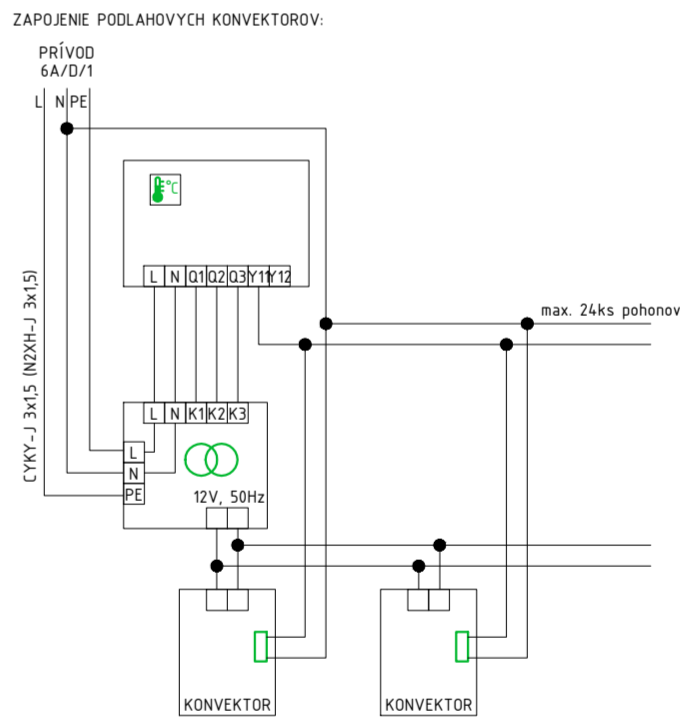 ZAPOJENIE PODLAHOVYCH KONVEKTOROV:
PRÍVOD
6A/D/1
L N PE
°C
L N Q1 Q2 Q3 Y11 Y12
max. 24ks pohonov
CYKY-J 3x1,5 (N2XH-J 3x1,5)
L N K1 K2 K3
L
N
PE
12V, 50Hz
KONVEKTOR KONVEKTOR